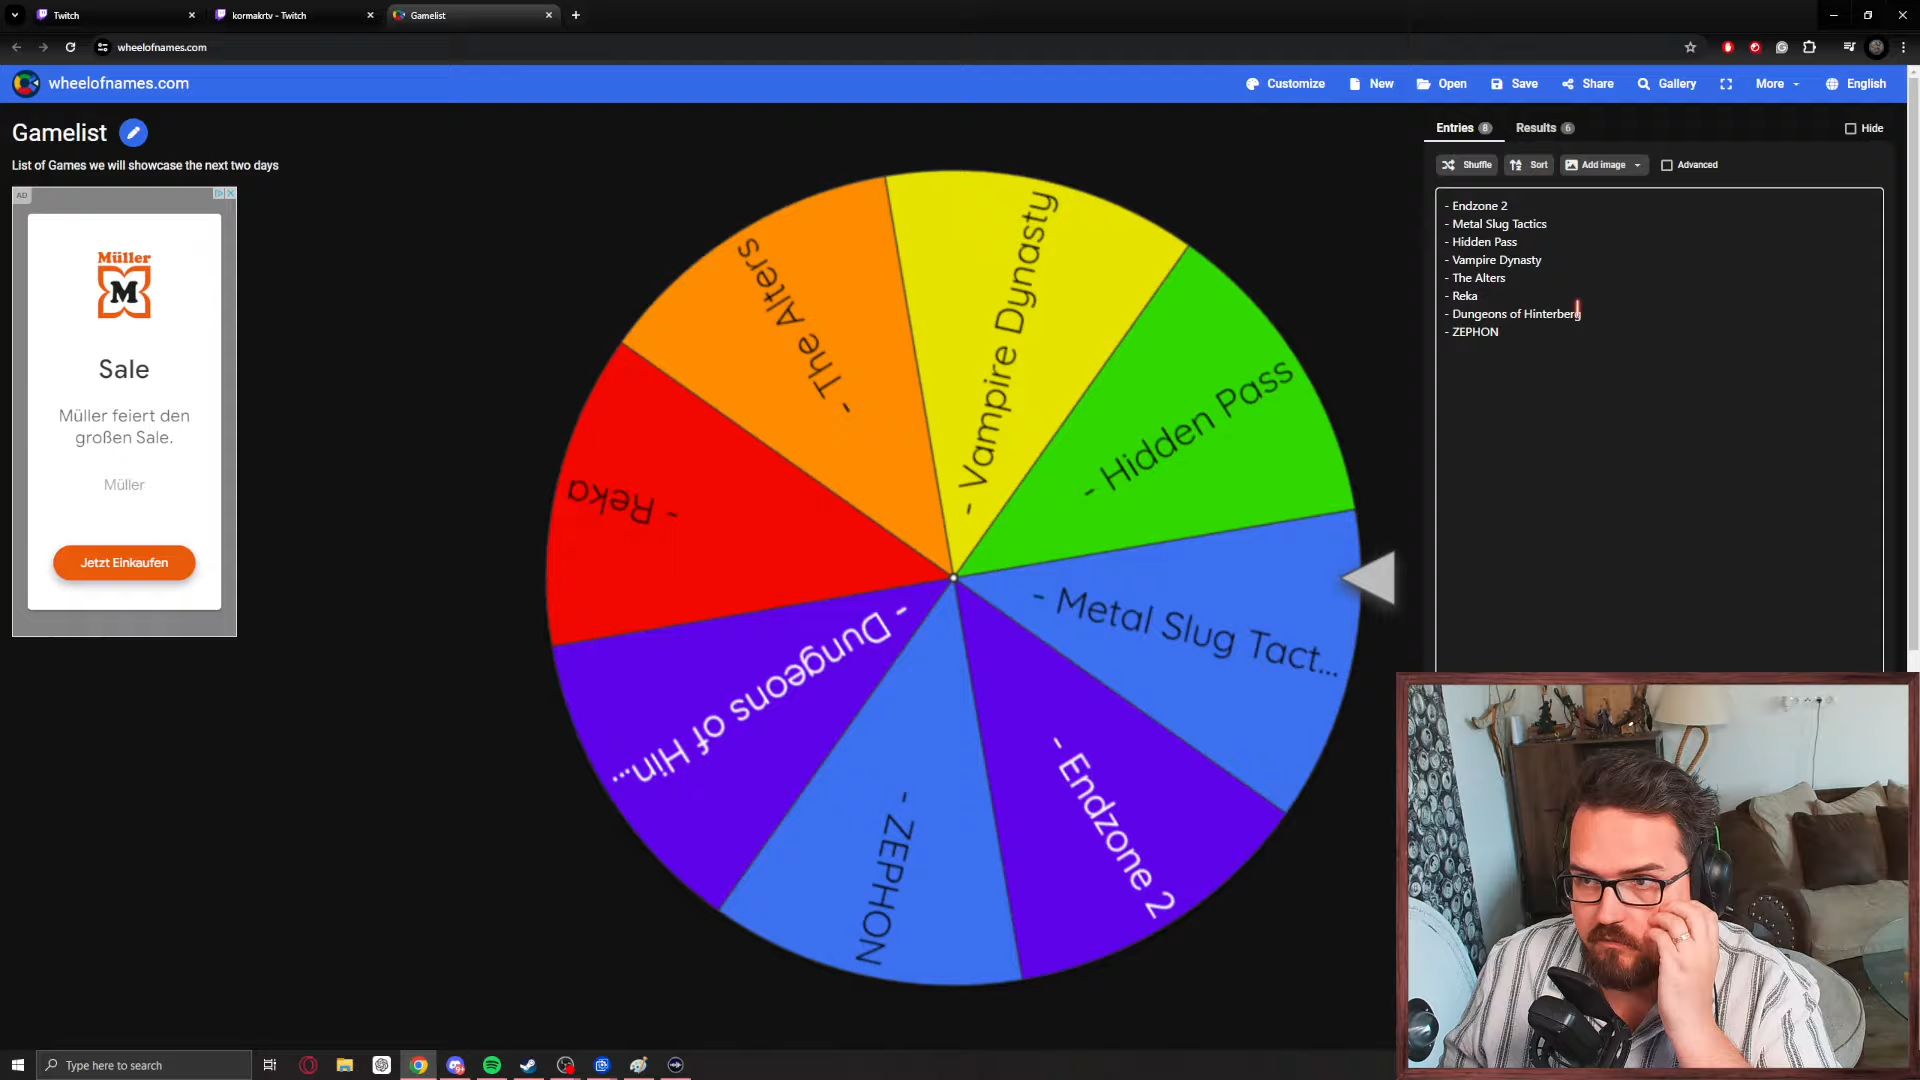 Twitch
kormakrtv - Twitch
Gamelist
wheelofnames.com
wheelofnames.com
Customize
New
Open
Save
Share
Gallery
More
English
Gamelist
List of Games we will showcase the next two days
AD
Müller
M
Sale
Müller feiert den
großen Sale.
Müller
Jetzt Einkaufen
- Vampire Dynasty
- Hidden Pass
- Metal Slug Tact...
- Endzone 2
- ZEPHON
- Dungeons of Hin...
- Reka
- The Alters
Entries 8
Results 6
Hide
Shuffle
Sort
Add image
Advanced
- Endzone 2
- Metal Slug Tactics
- Hidden Pass
- Vampire Dynasty
- The Alters
- Reka
- Dungeons of Hinterberg
- ZEPHON
Type here to search